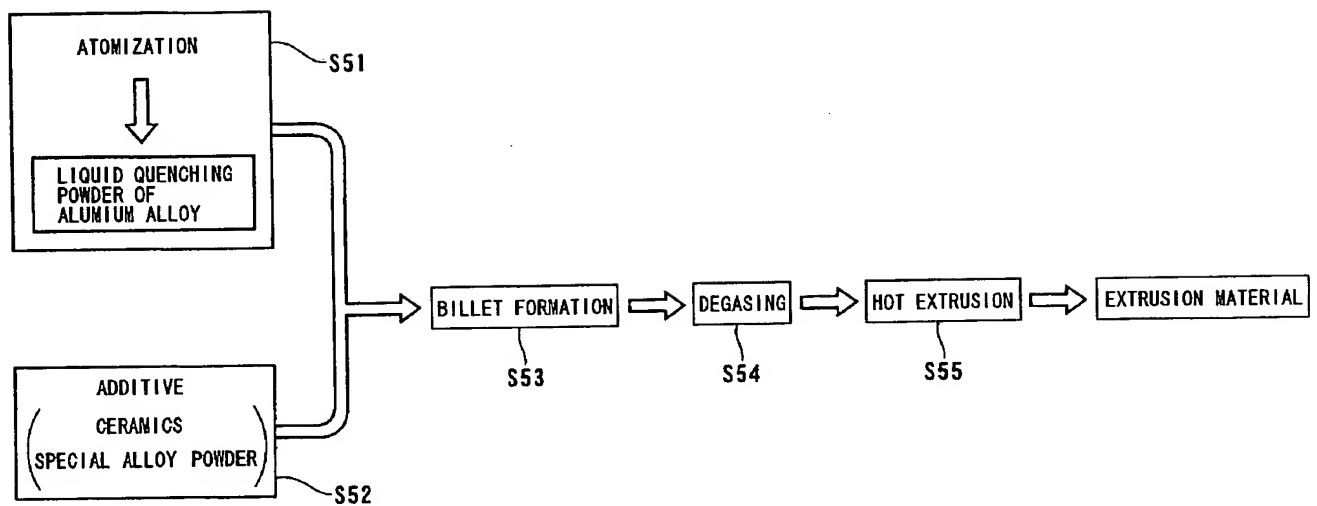 ATOMIZATION
S51
LIQUID QUENCHING
POWDER OF
ALUMIUM ALLOY
BILLET FORMATION
DEGASING
HOT EXTRUSION
EXTRUSION MATERIAL
S53
S54
S55
ADDITIVE
CERAMICS
SPECIAL ALLOY POWDER
S52